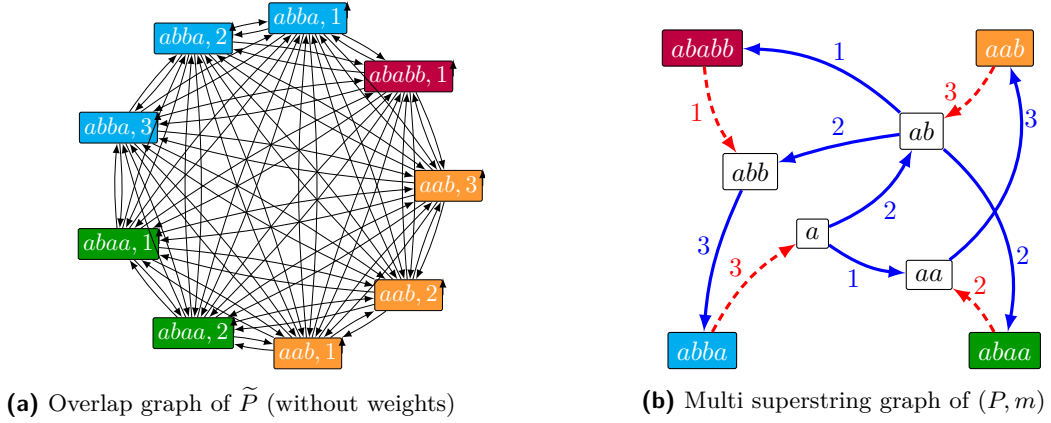 abba, 1
abba, 2
ababb, 1
abba, 3
aab, 3
abaa, 1
aab, 2
abaa, 2
aab, 1
(a) Overlap graph of P̃ (without weights)
ababb
aab
1
3
1
2
3
ab
abb
2
a
3
3
1
aa
2
2
abba
abaa
(b) Multi superstring graph of (P, m)